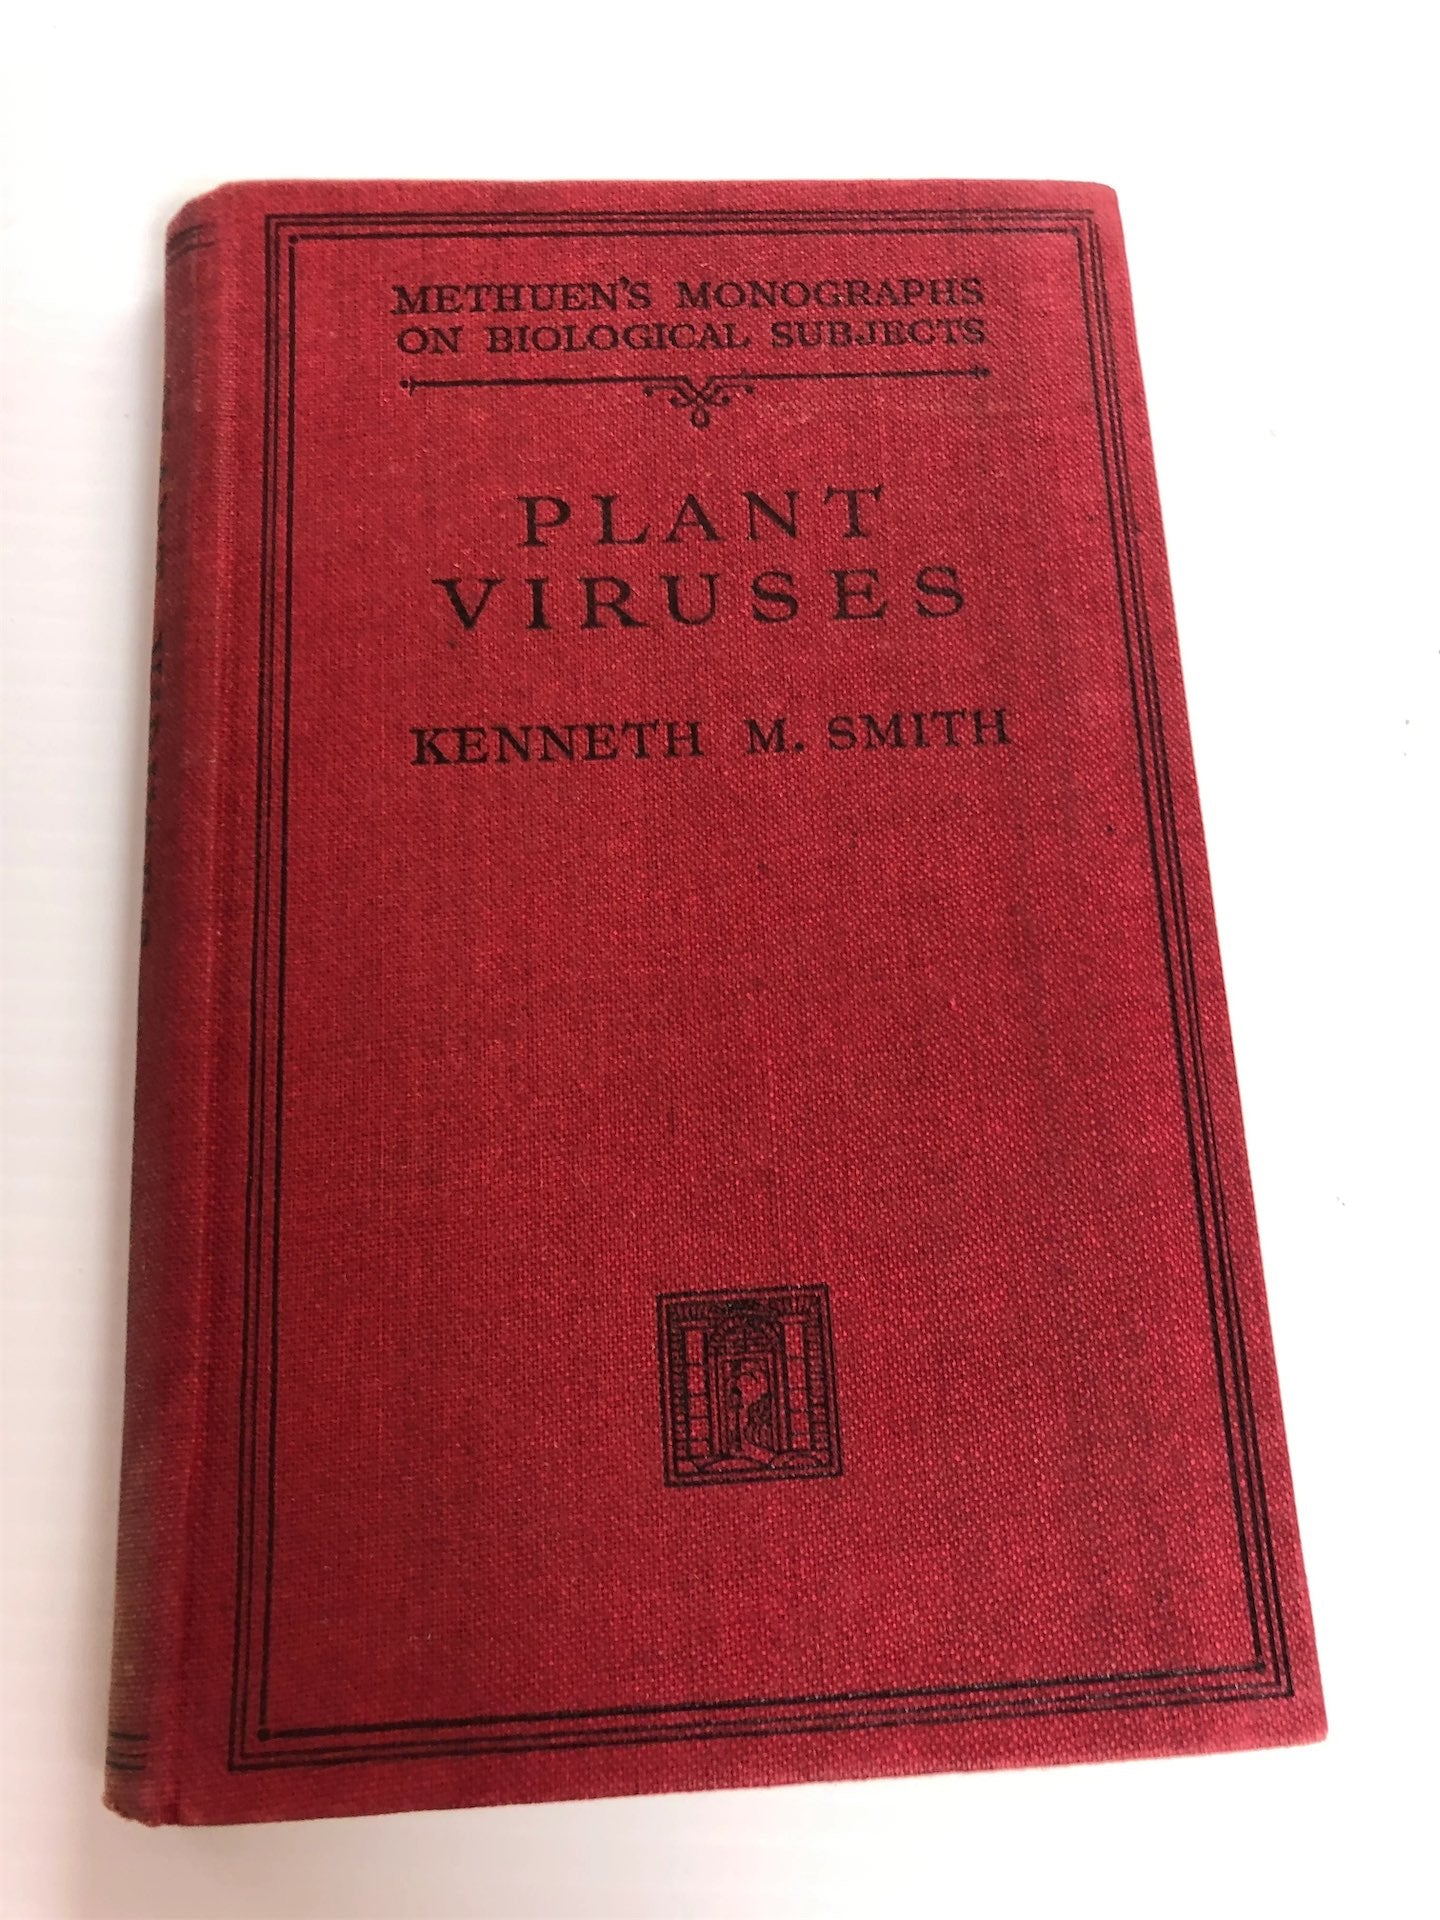 METHUEN'S MONOGRAPHS
ON BIOLOGICAL SUBJECTS
PLANT
VIRUSES
KENNETH M. SMITH